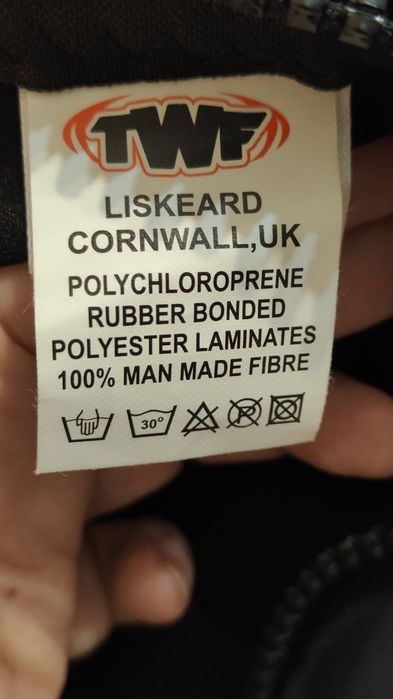 TWF
LISKEARD
CORNWALL,UK
POLYCHLOROPRENE
RUBBER BONDED
POLYESTER LAMINATES
100% MAN MADE FIBRE
30° P